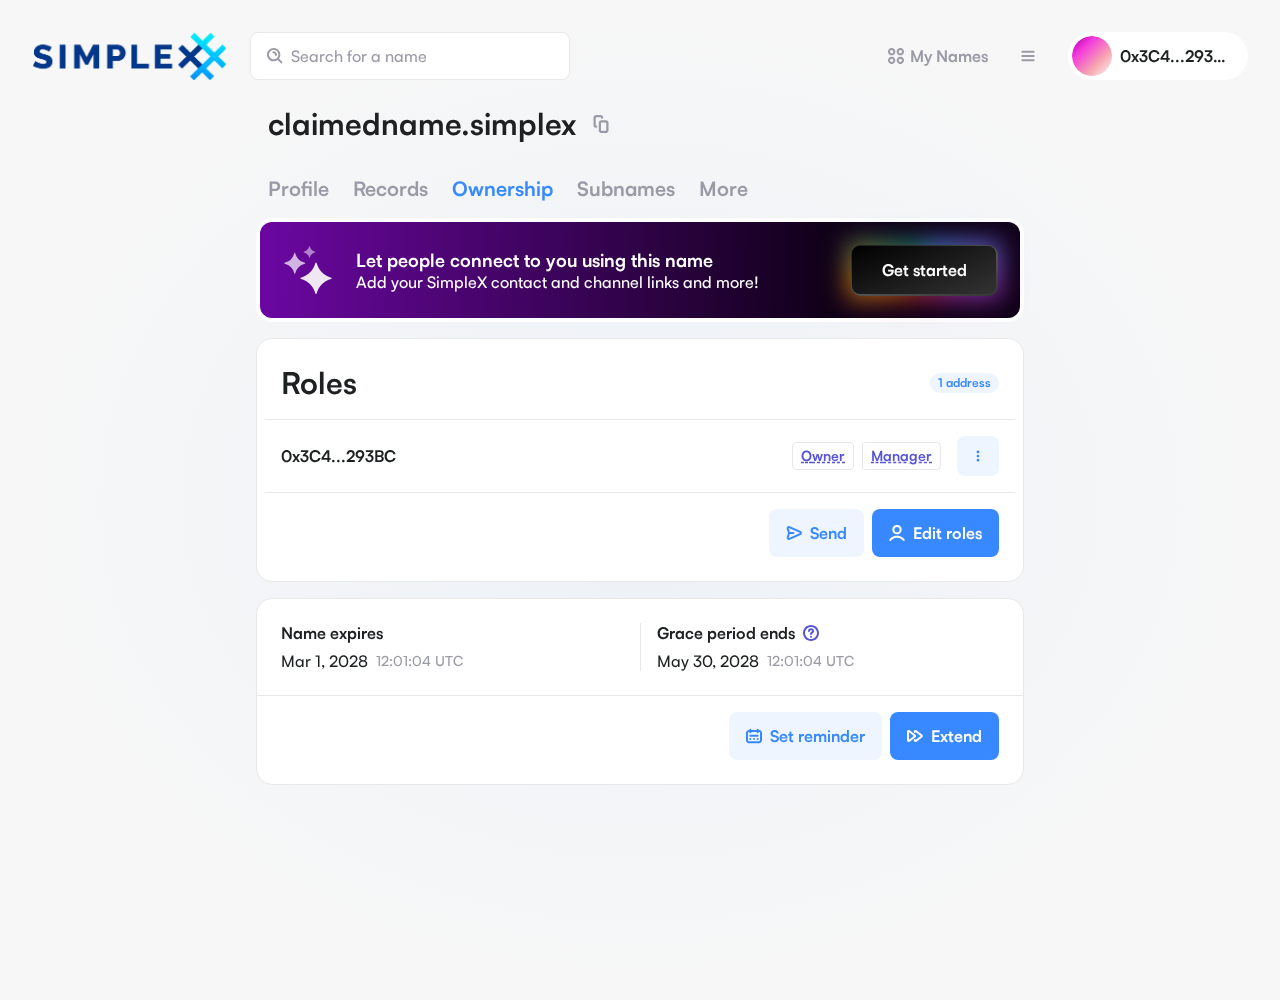 SIMPLEX
Search for a name
My Names
0x3C4...293...
claimedname.simplex
Profile Records Ownership Subnames More
Let people connect to you using this name
Add your SimpleX contact and channel links and more!
Get started
Roles
1 address
0x3C4...293BC
Owner Manager
Send Edit roles
Name expires
Mar 1, 2028 12:01:04 UTC
Grace period ends
May 30, 2028 12:01:04 UTC
Set reminder Extend